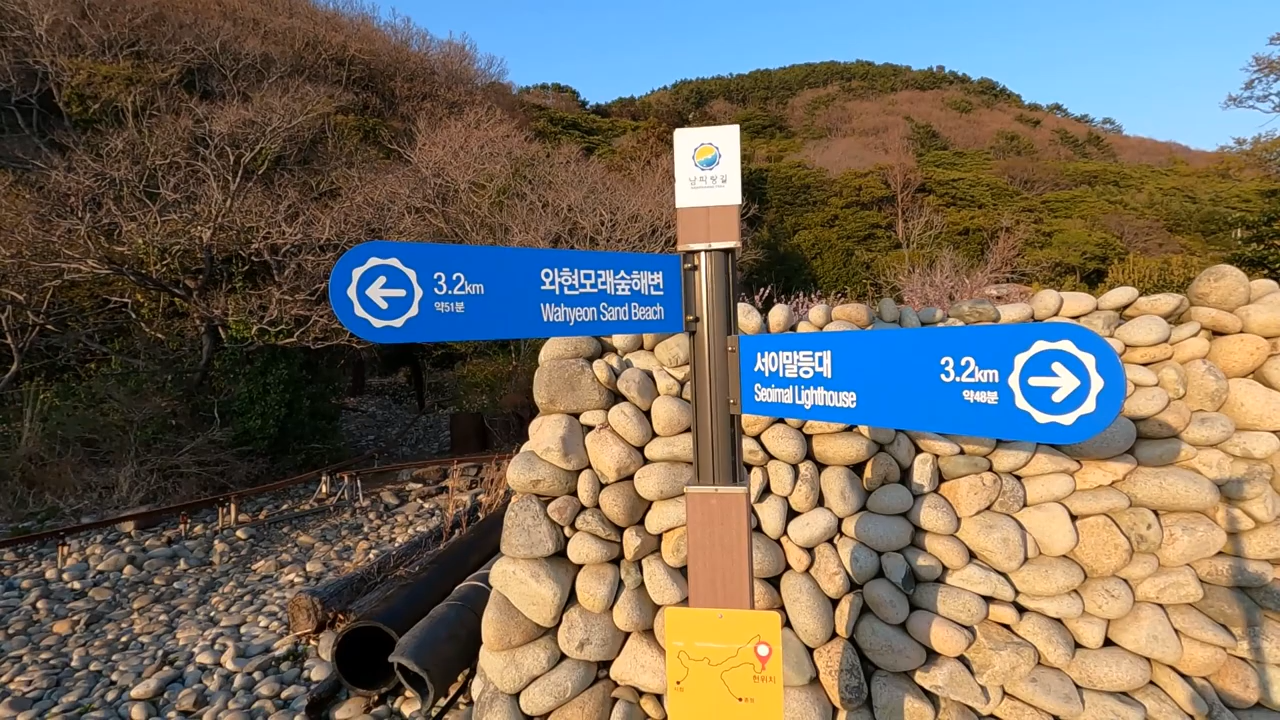 남파랑길
3.2km
약51분
와현모래숲해변
Wahyeon Sand Beach
서이말등대
Seoimal Lighthouse
3.2km
약48분
현위치